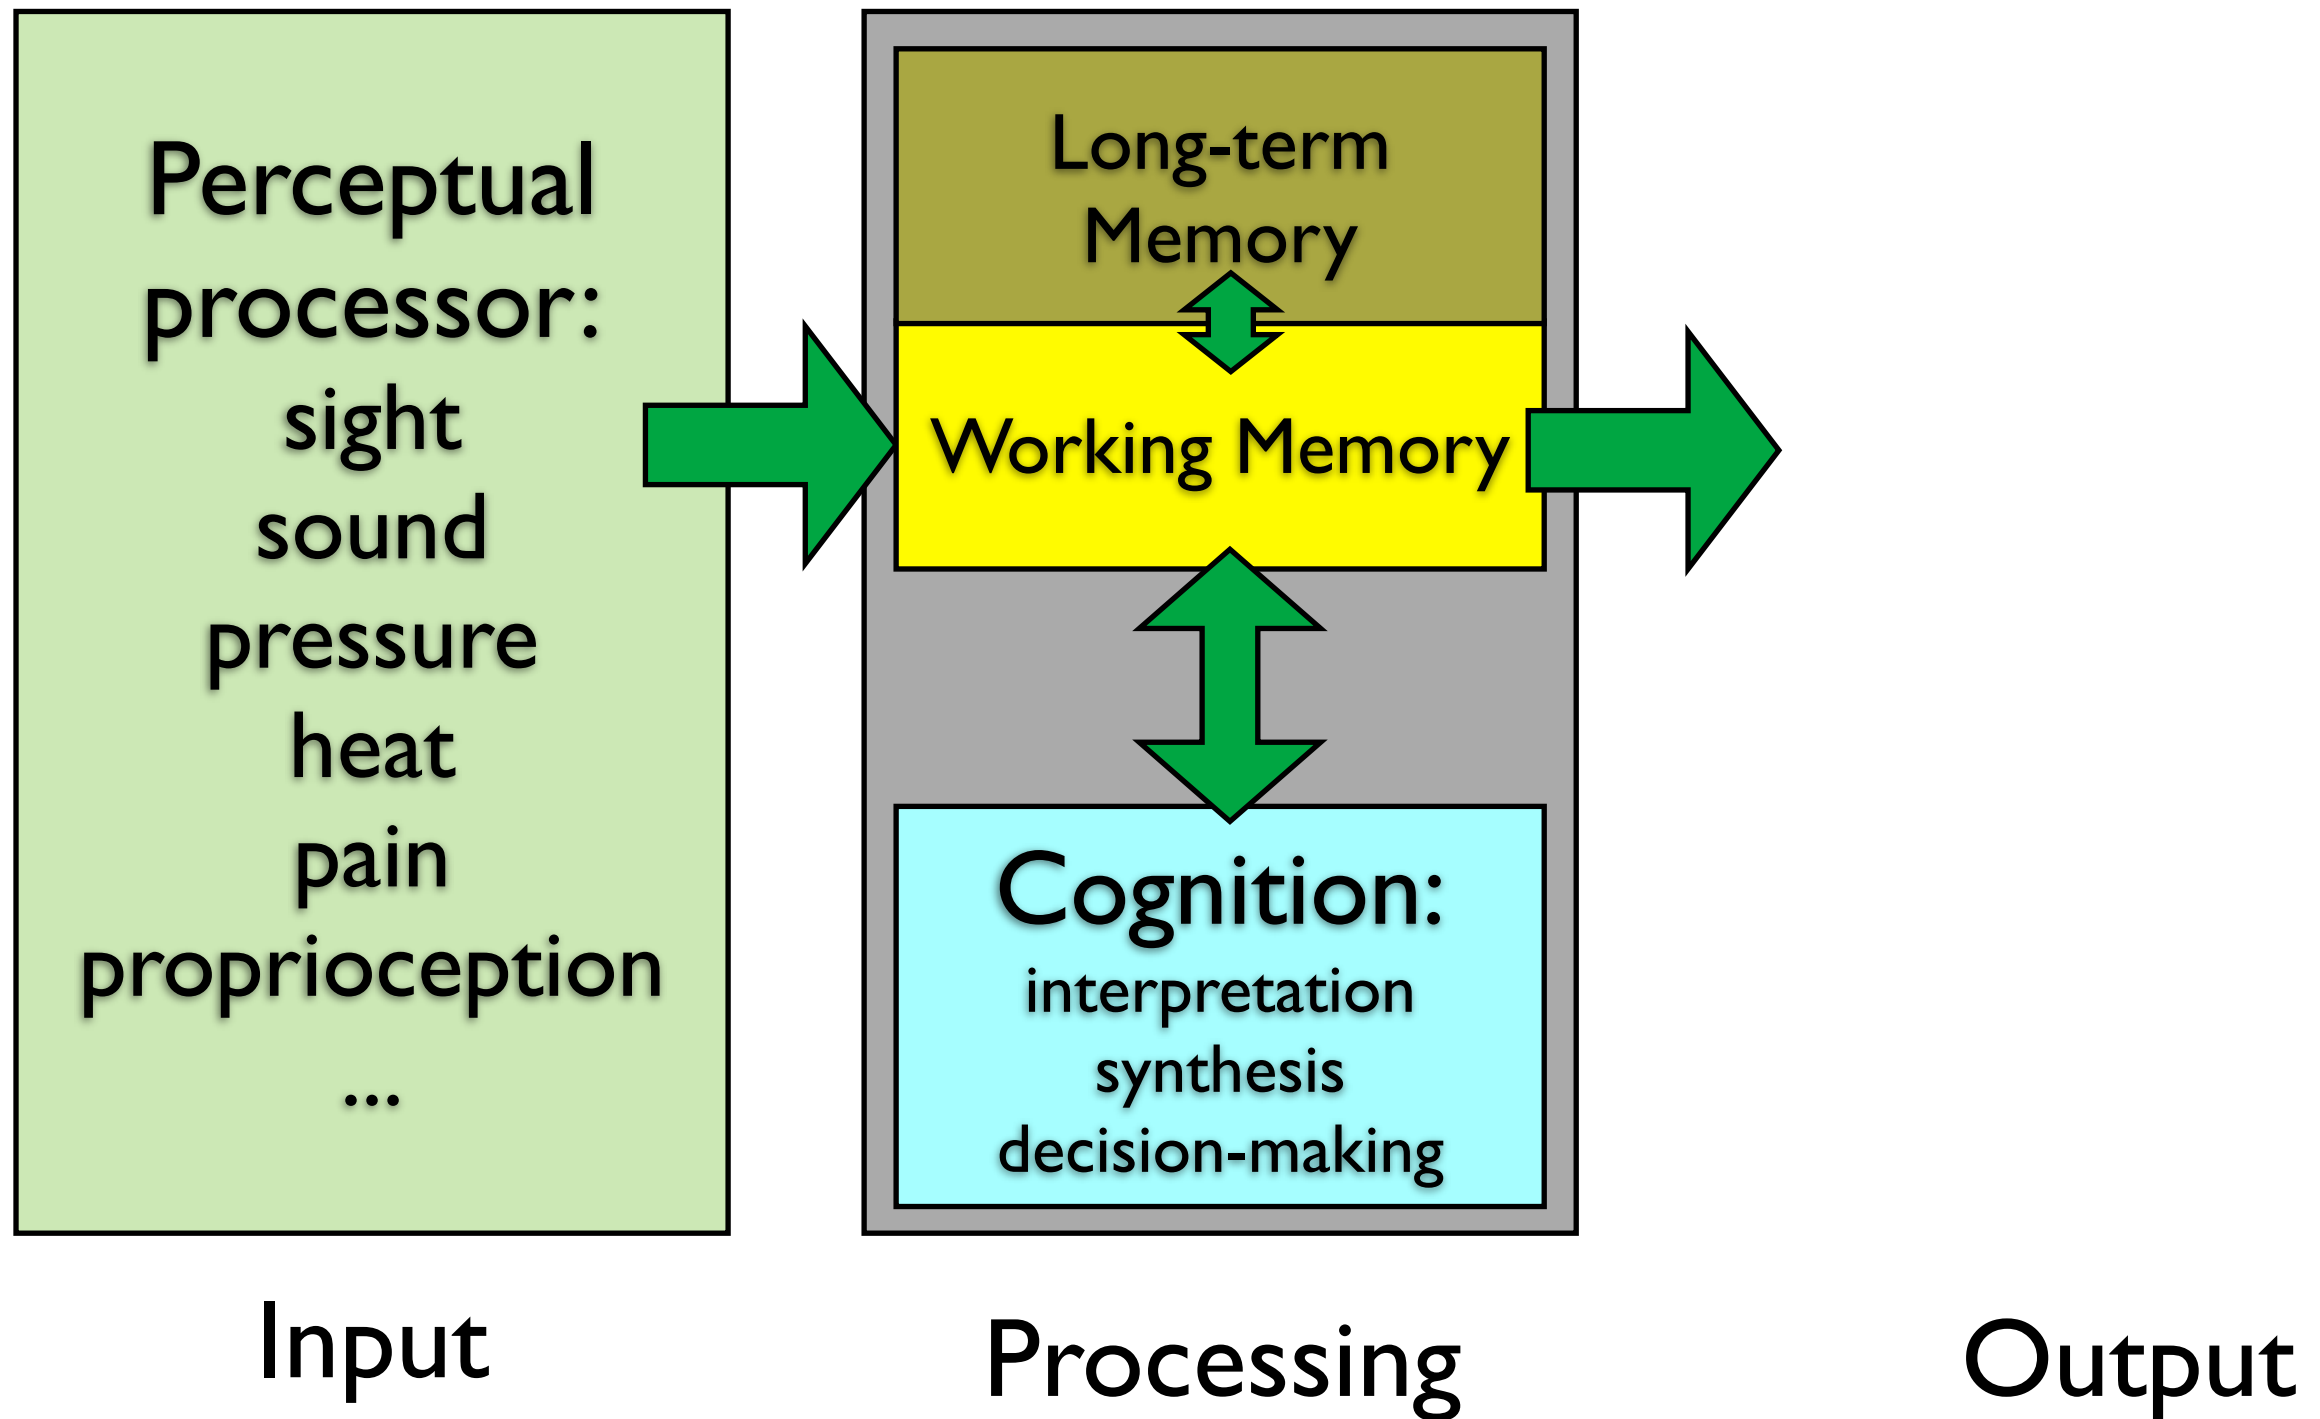 Perceptual
processor:
sight
sound
pressure
heat
pain
proprioception
...
Long-term
Memory
Working Memory
Cognition:
interpretation
synthesis
decision-making
Input
Processing
Output